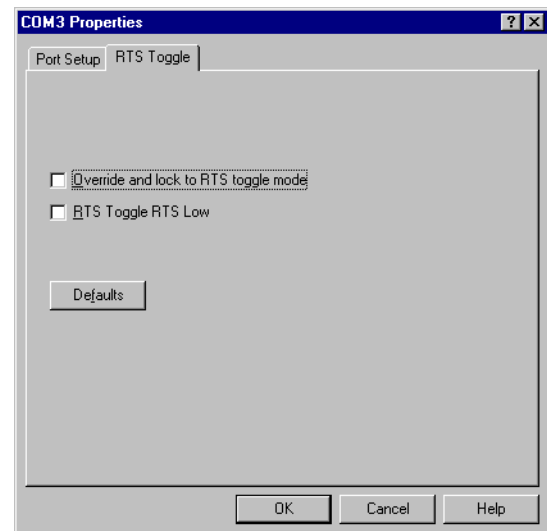 COM3 Properties
Port Setup RTS Toggle
Override and lock to RTS toggle mode
RTS Toggle RTS Low
Defaults
OK Cancel Help